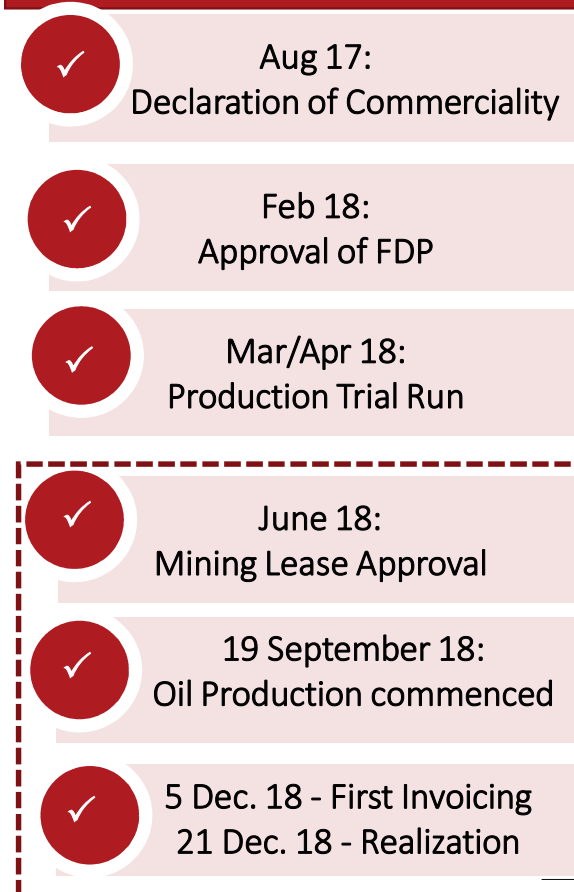 Aug 17:
Declaration of Commerciality
Feb 18:
Approval of FDP
Mar/Apr 18:
Production Trial Run
June 18:
Mining Lease Approval
19 September 18:
Oil Production commenced
5 Dec. 18 - First Invoicing
21 Dec. 18 - Realization